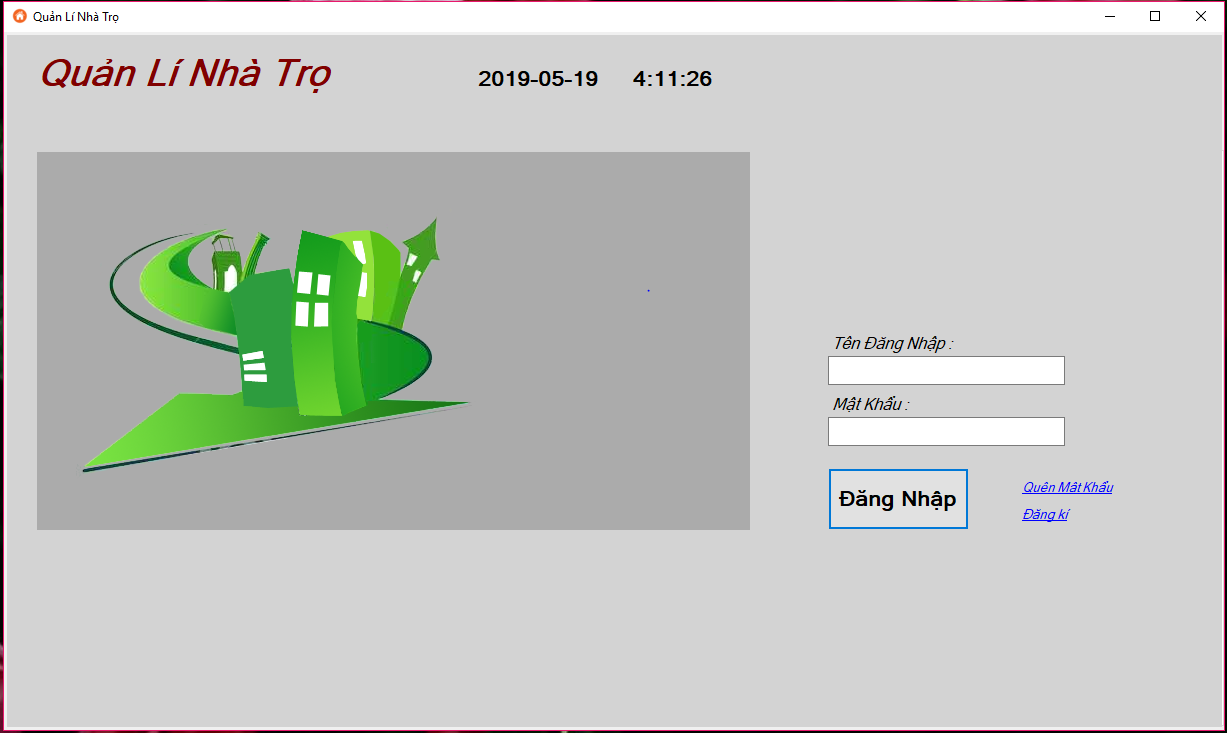 Quản Lí Nhà Trọ
Quản Lí Nhà Trọ
2019-05-19 4:11:26
Tên Đăng Nhập :
Mật Khẩu :
Đăng Nhập
Quên Mât Khẩu
Đăng kí